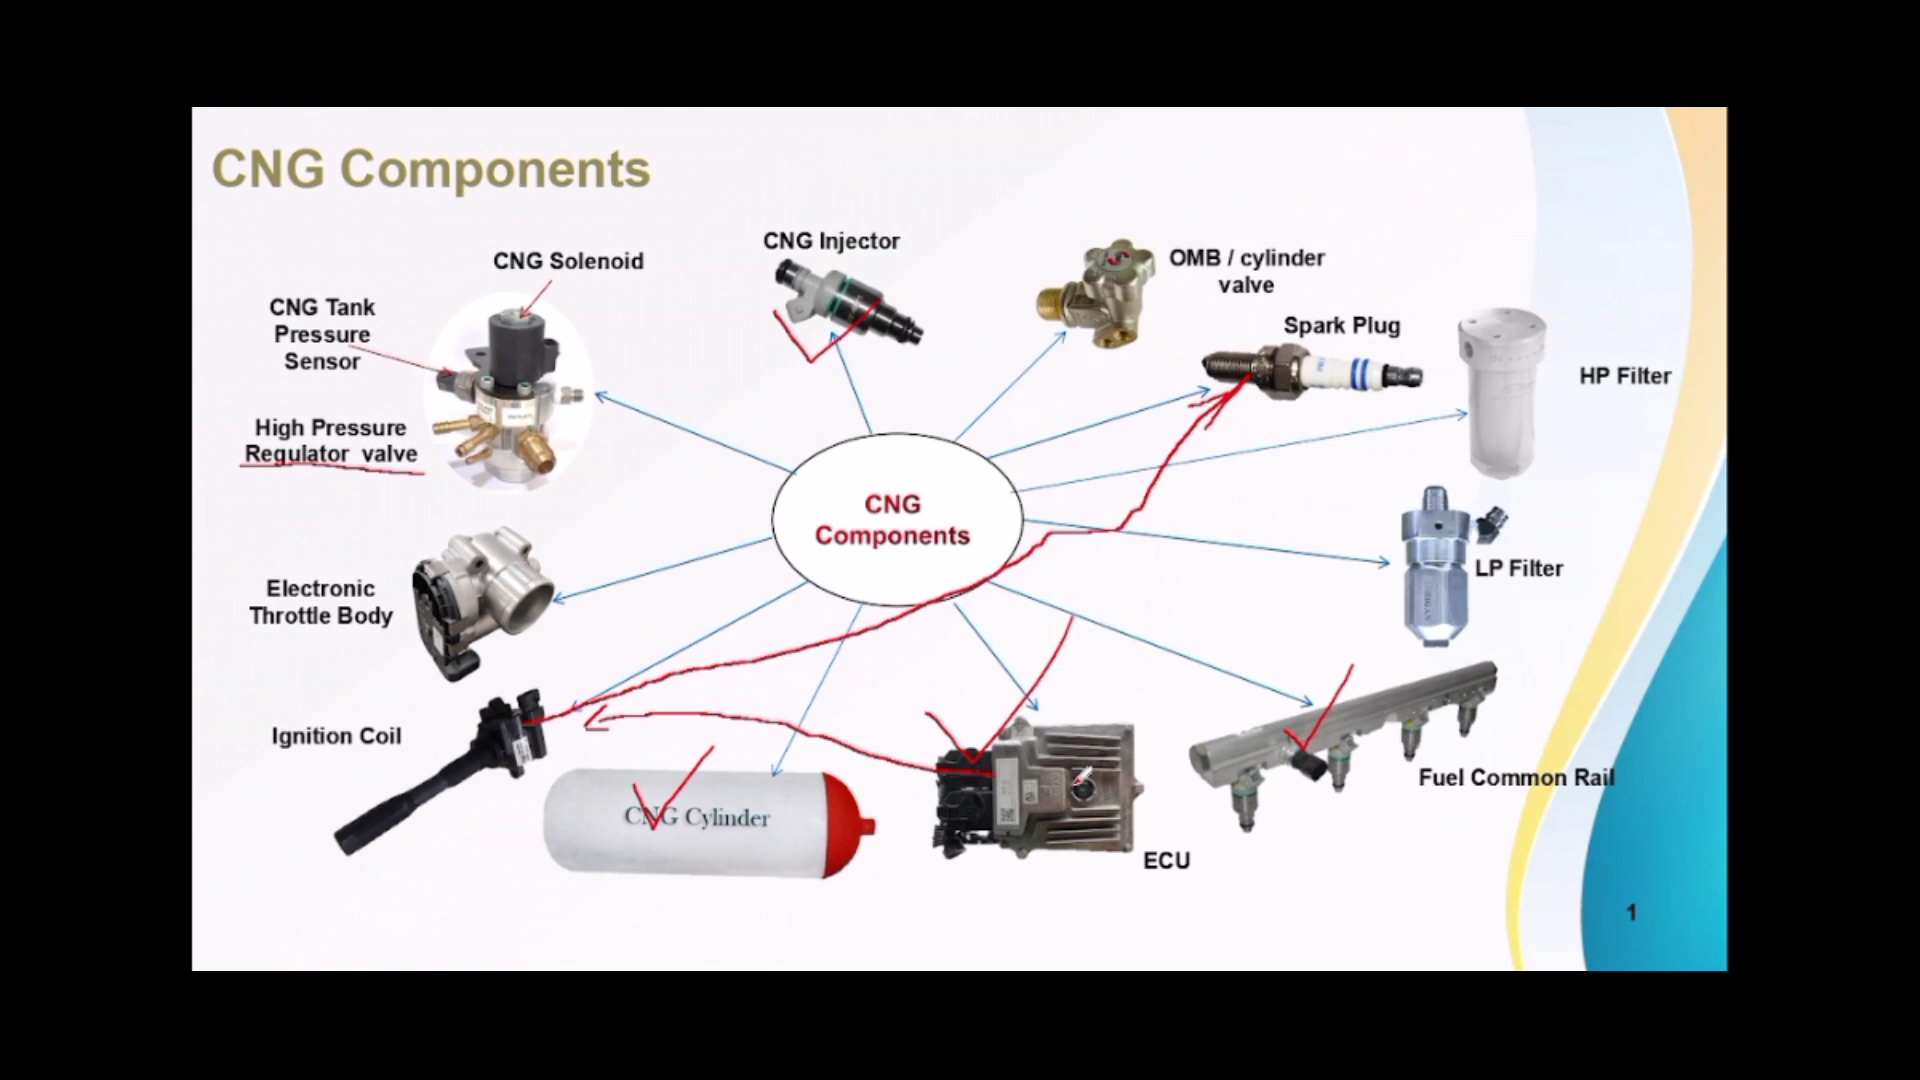 CNG Components
CNG Solenoid
CNG Tank
Pressure
Sensor
High Pressure
Regulator valve
CNG Injector
OMB / cylinder
valve
Spark Plug
HP Filter
LP Filter
CNG
Components
Electronic
Throttle Body
Ignition Coil
CNG Cylinder
ECU
Fuel Common Rail
1